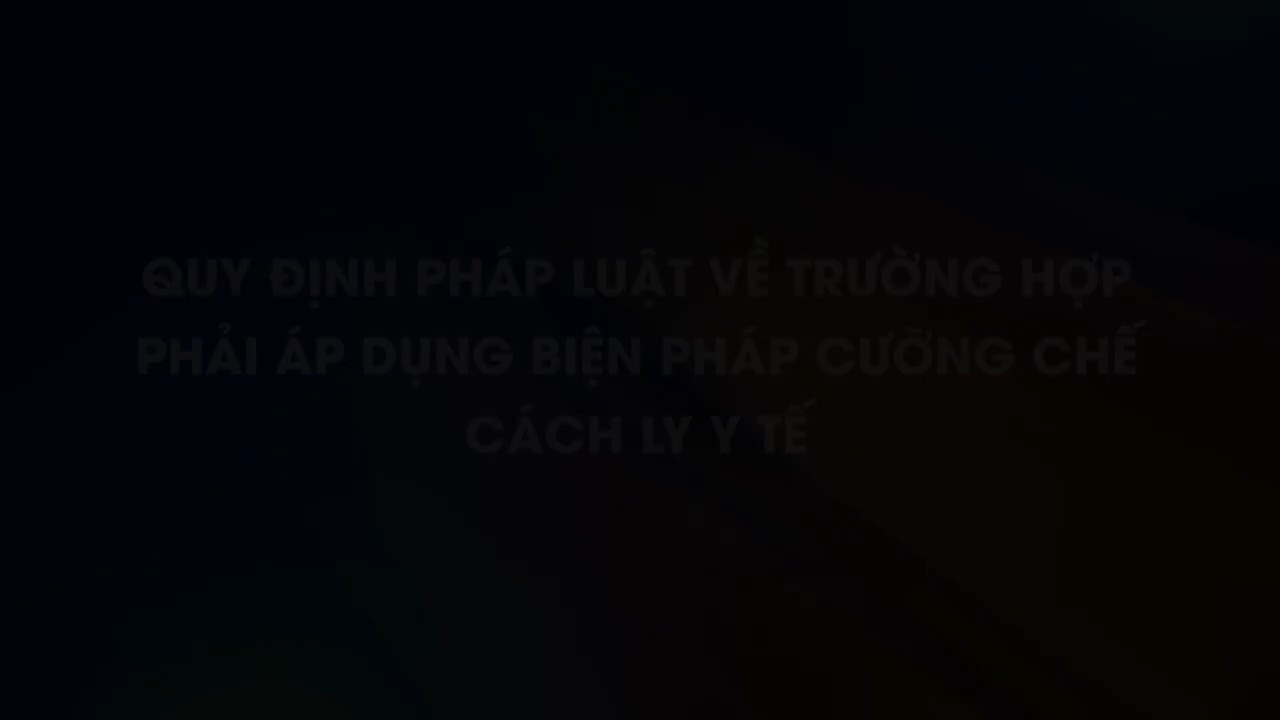 QUY ĐỊNH PHÁP LUẬT VỀ TRƯỜNG HỢP
PHẢI ÁP DỤNG BIỆN PHÁP CƯỠNG CHẾ
CÁCH LY Y TẾ